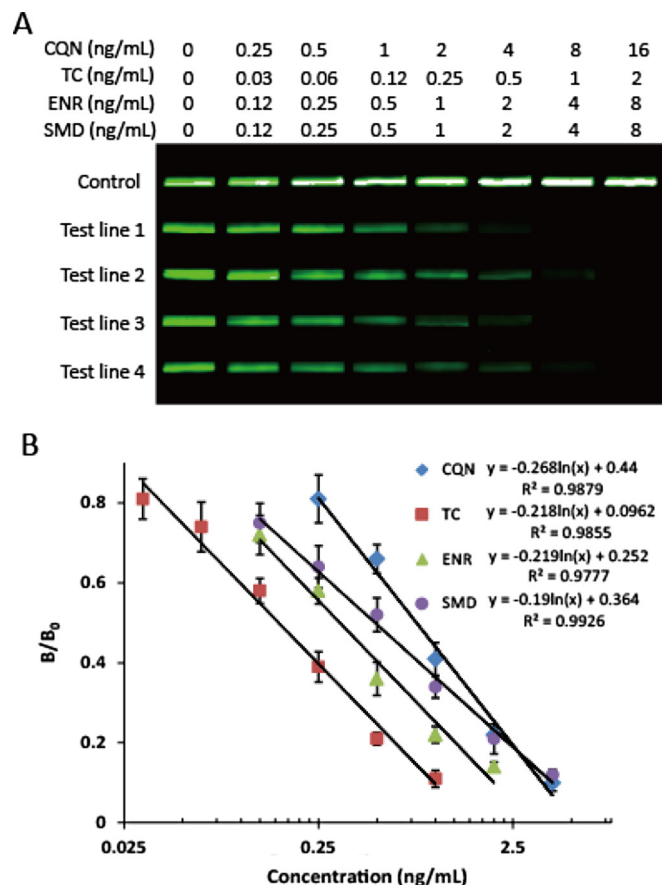 A
CQN (ng/mL) 0 0.25 0.5 1 2 4 8 16
TC (ng/mL) 0 0.03 0.06 0.12 0.25 0.5 1 2
ENR (ng/mL) 0 0.12 0.25 0.5 1 2 4 8
SMD (ng/mL) 0 0.12 0.25 0.5 1 2 4 8
Control
Test line 1
Test line 2
Test line 3
Test line 4
B
CQN y = -0.268ln(x) + 0.44
R² = 0.9879
TC y = -0.218ln(x) + 0.0962
R² = 0.9855
ENR y = -0.219ln(x) + 0.252
R² = 0.9777
SMD y = -0.19ln(x) + 0.364
R² = 0.9926
B/B₀
0.8
0.6
0.4
0.2
0
0.025 0.25 2.5
Concentration (ng/mL)